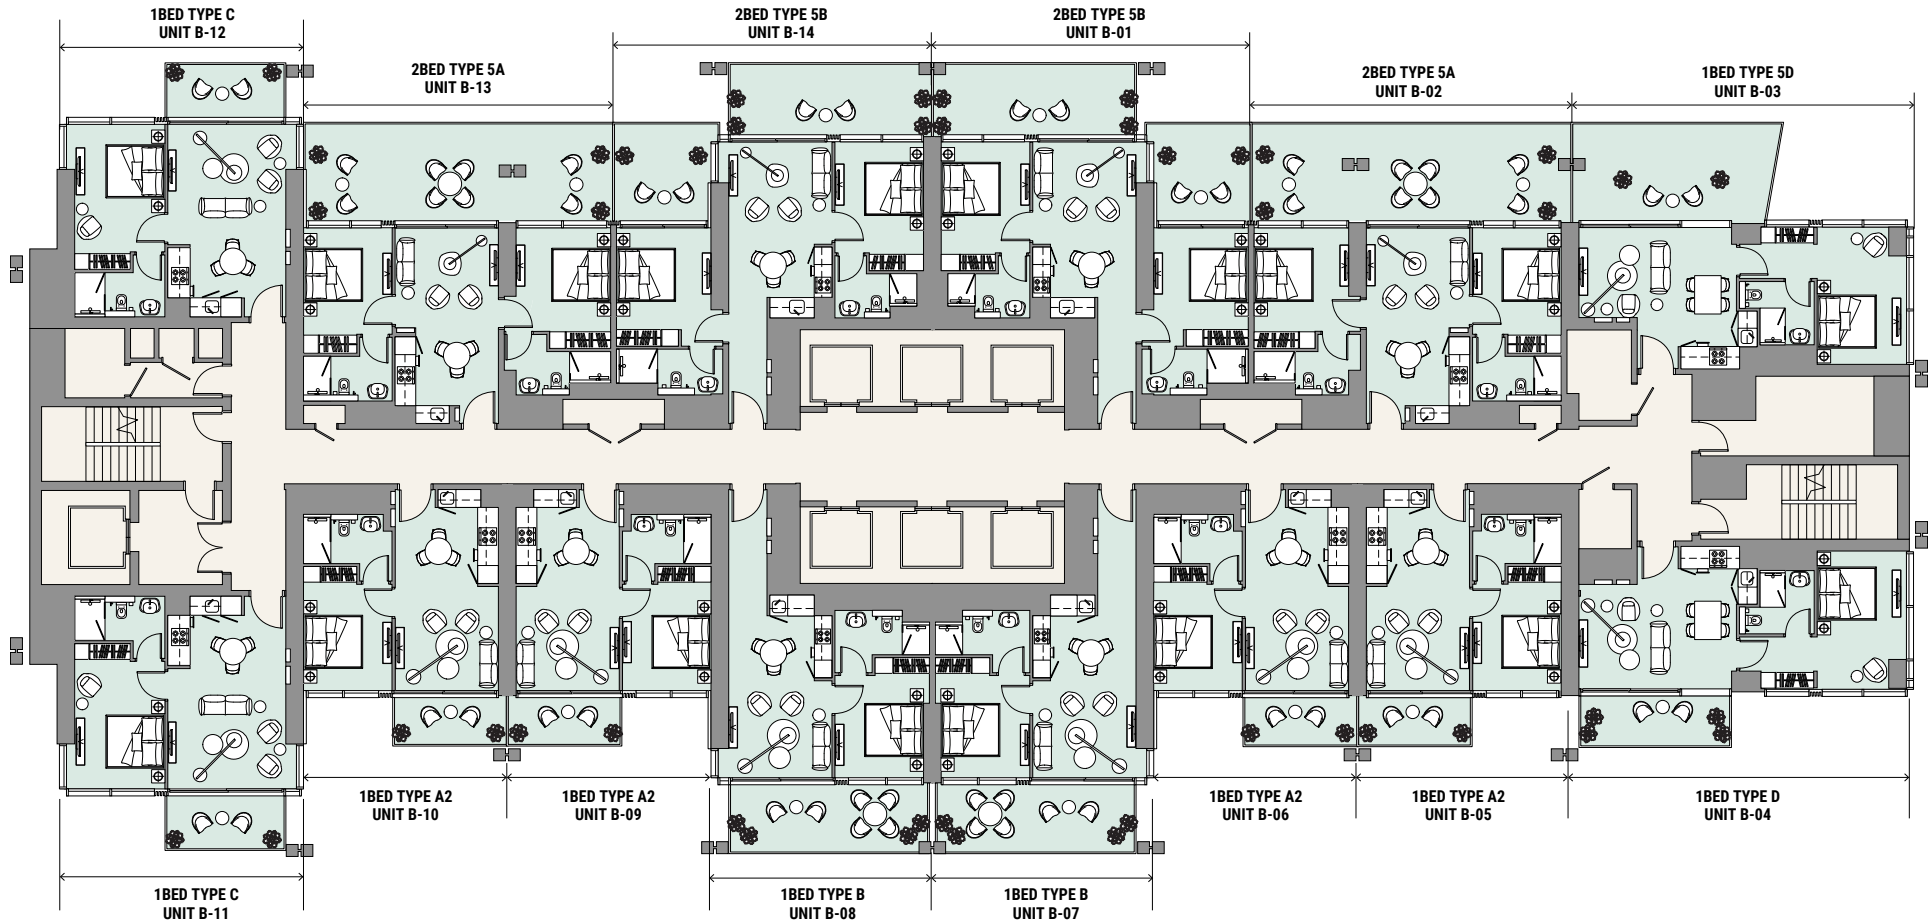 1BED TYPE C
UNIT B-12
2BED TYPE 5B
UNIT B-14
2BED TYPE 5B
UNIT B-01
2BED TYPE 5A
UNIT B-13
2BED TYPE 5A
UNIT B-02
1BED TYPE 5D
UNIT B-03
1BED TYPE A2
UNIT B-10
1BED TYPE A2
UNIT B-09
1BED TYPE A2
UNIT B-06
1BED TYPE A2
UNIT B-05
1BED TYPE D
UNIT B-04
1BED TYPE C
UNIT B-11
1BED TYPE B
UNIT B-08
1BED TYPE B
UNIT B-07